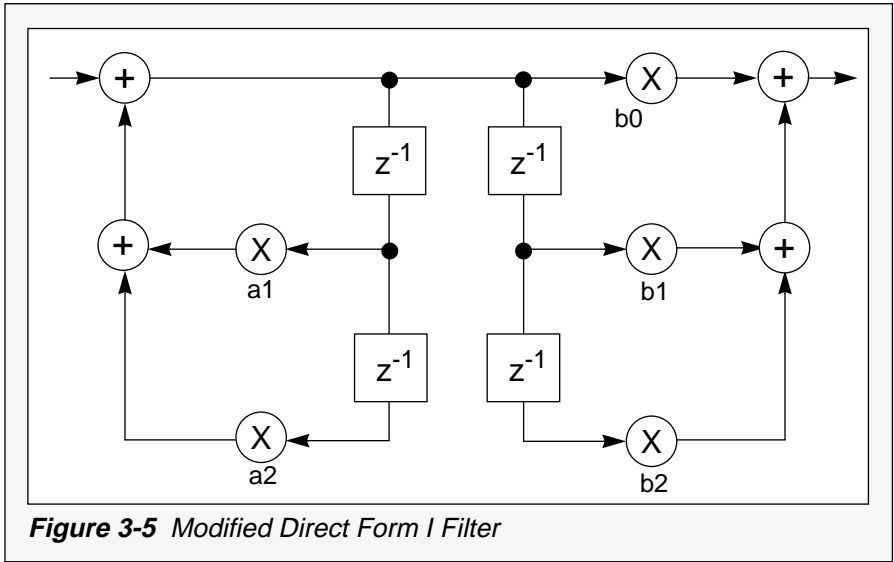 + X +
b0
z⁻¹ z⁻¹
+ X X +
a1 b1
z⁻¹ z⁻¹
X X
a2 b2
Figure 3-5 Modified Direct Form I Filter